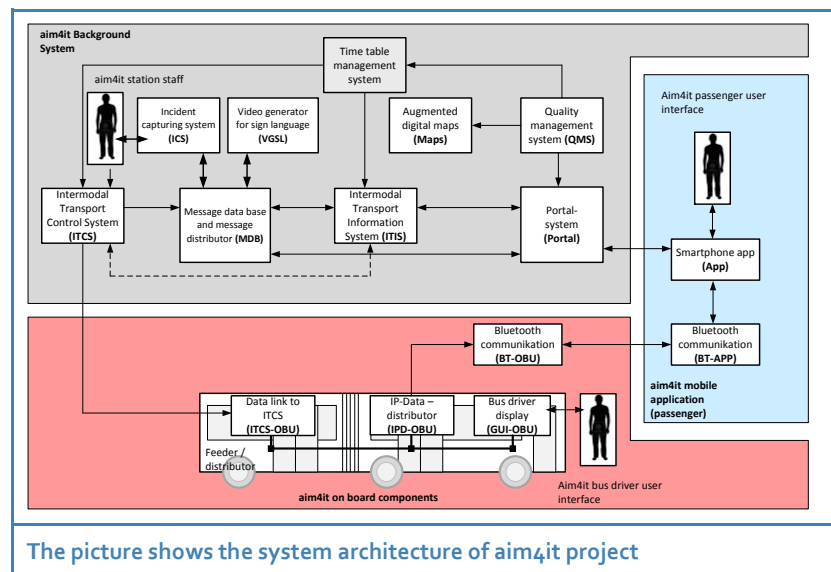 aim4it Background
System
Time table
management
system
aim4it station staff
Incident
capturing system
(ICS)
Video generator
for sign language
(VGSL)
Augmented
digital maps
(Maps)
Quality
management
system (QMS)
Aim4it passenger user
interface
Intermodal
Transport
Control System
(ITCS)
Message data base
and message
distributor (MDB)
Intermodal
Transport
Information
System (ITIS)
Portal-
system
(Portal)
Smartphone app
(App)
Bluetooth
communikation
(BT-OBU)
Bluetooth
communikation
(BT-APP)
aim4it mobile
application
(passenger)
Data link to
ITCS
(ITCS-OBU)
IP-Data –
distributor
(IPD-OBU)
Bus driver
display
(GUI-OBU)
Feeder /
distributor
aim4it on board components
Aim4it bus driver user
interface
The picture shows the system architecture of aim4it project